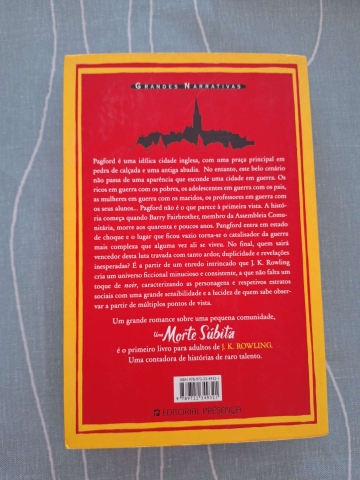 GRANDES NARRATIVAS
Pagford é uma idílica cidade inglesa, com uma praça principal em
pedra de calçada e uma antiga abadia. No entanto, este belo cenário
não passa de uma aparência que esconde uma cidade em guerra. Os
ricos em guerra com os pobres, os adolescentes em guerra com os pais,
as mulheres em guerra com os maridos, os professores em guerra com
os seus alunos... Pagford não é o que parece à primeira vista. A histó-
ria começa quando Barry Fairbrother, membro da Assembleia Comu-
nitária, morre aos quarenta e poucos anos. Pangford entra em estado
de choque e o lugar que ficou vazio torna-se o catalisador da guerra
mais complexa que alguma vez ali se viveu. No final, quem sairá
vencedor desta luta travada com tanto ardor, duplicidade e revelações
inesperadas? É a partir de um enredo intrincado que J. K. Rowling
cria um universo ficcional minucioso e consistente, a que não falta um
toque de noir, caracterizando as personagens e respetivos estratos
sociais com uma grande sensibilidade e a lucidez de quem sabe obser-
var a partir de múltiplos pontos de vista.
Um grande romance sobre uma pequena comunidade,
Uma Morte Súbita
é o primeiro livro para adultos de J. K. ROWLING.
Uma contadora de histórias de raro talento.
EDITORIAL PRESENÇA